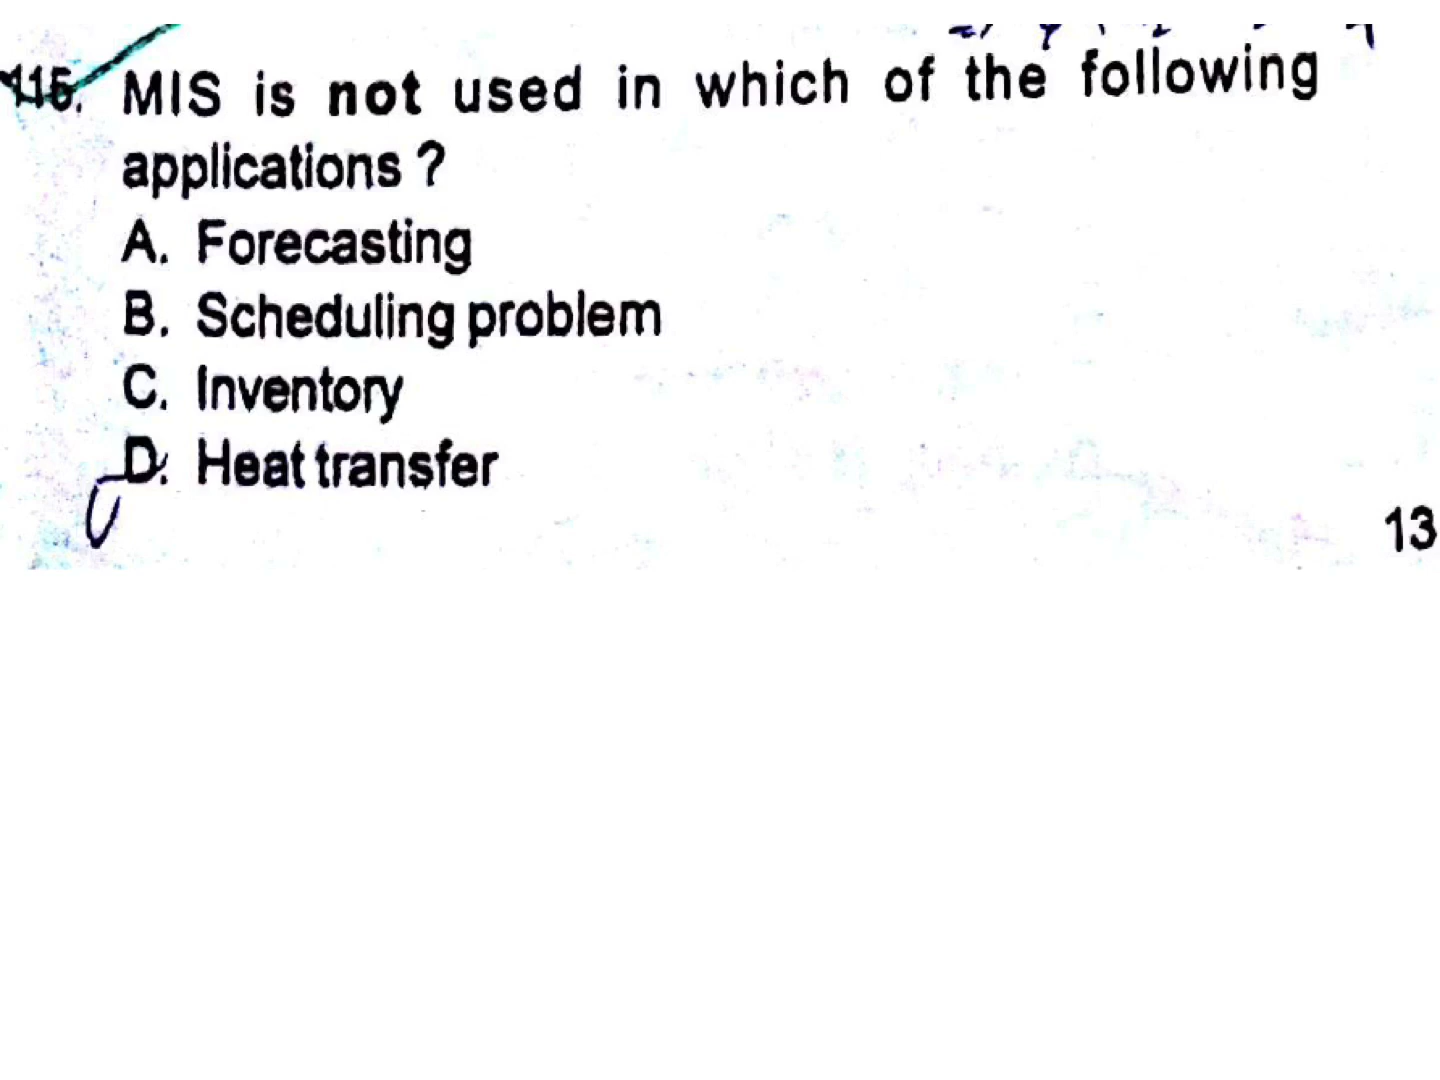 115. MIS is not used in which of the following
applications ?
A. Forecasting
B. Scheduling problem
C. Inventory
D. Heat transfer
13